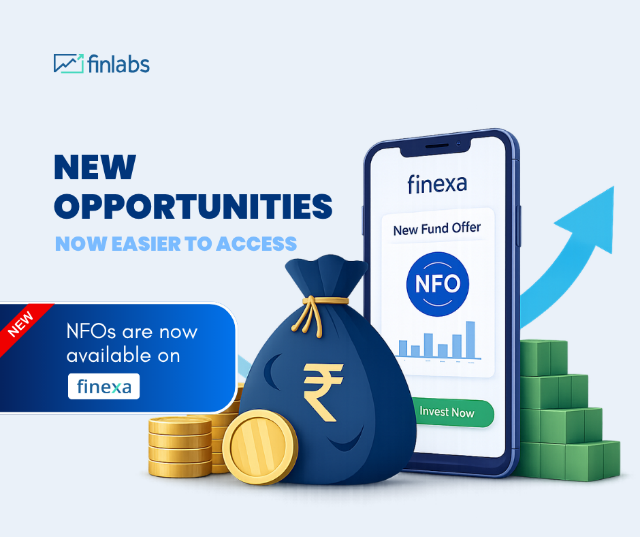 finlabs
NEW
OPPORTUNITIES
NOW EASIER TO ACCESS
NEW
NFOs are now
available on
finexa
finexa
New Fund Offer
NFO
Invest Now
₹